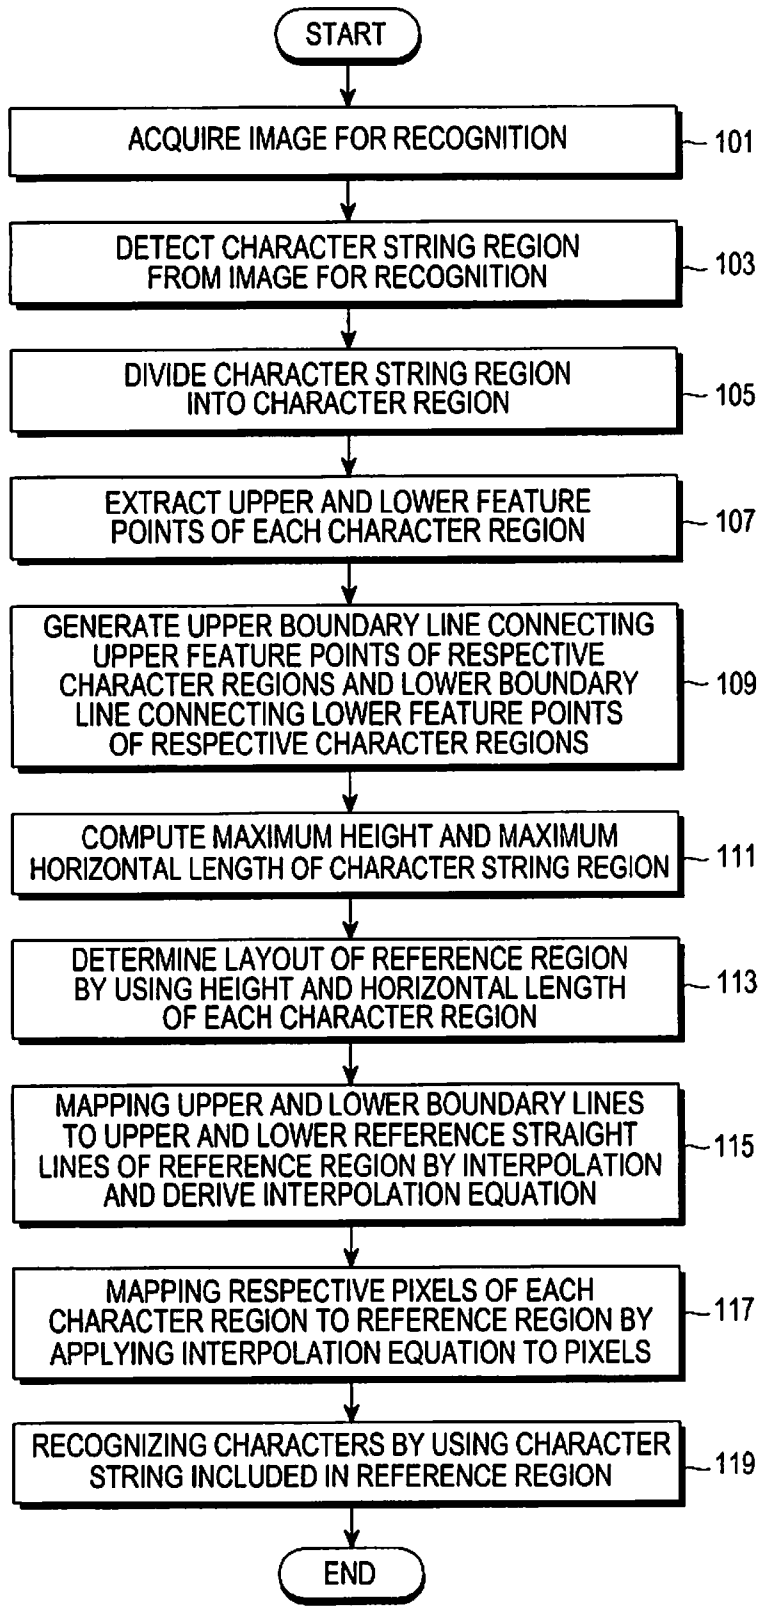 START
ACQUIRE IMAGE FOR RECOGNITION
101
DETECT CHARACTER STRING REGION
FROM IMAGE FOR RECOGNITION
103
DIVIDE CHARACTER STRING REGION
INTO CHARACTER REGION
105
EXTRACT UPPER AND LOWER FEATURE
POINTS OF EACH CHARACTER REGION
107
GENERATE UPPER BOUNDARY LINE CONNECTING
UPPER FEATURE POINTS OF RESPECTIVE
CHARACTER REGIONS AND LOWER BOUNDARY
LINE CONNECTING LOWER FEATURE POINTS
OF RESPECTIVE CHARACTER REGIONS
109
COMPUTE MAXIMUM HEIGHT AND MAXIMUM
HORIZONTAL LENGTH OF CHARACTER STRING REGION
111
DETERMINE LAYOUT OF REFERENCE REGION
BY USING HEIGHT AND HORIZONTAL LENGTH
OF EACH CHARACTER REGION
113
MAPPING UPPER AND LOWER BOUNDARY LINES
TO UPPER AND LOWER REFERENCE STRAIGHT
LINES OF REFERENCE REGION BY INTERPOLATION
AND DERIVE INTERPOLATION EQUATION
115
MAPPING RESPECTIVE PIXELS OF EACH
CHARACTER REGION TO REFERENCE REGION BY
APPLYING INTERPOLATION EQUATION TO PIXELS
117
RECOGNIZING CHARACTERS BY USING CHARACTER
STRING INCLUDED IN REFERENCE REGION
119
END